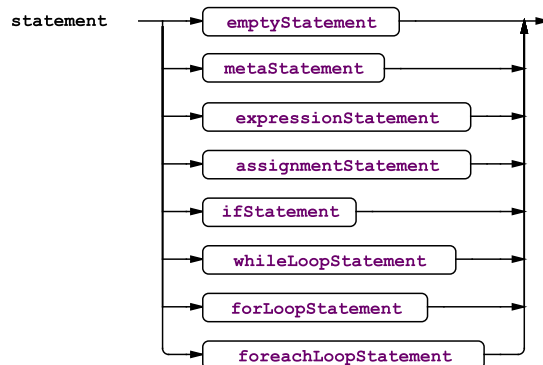 statement
emptyStatement
metaStatement
expressionStatement
assignmentStatement
ifStatement
whileLoopStatement
forLoopStatement
foreachLoopStatement